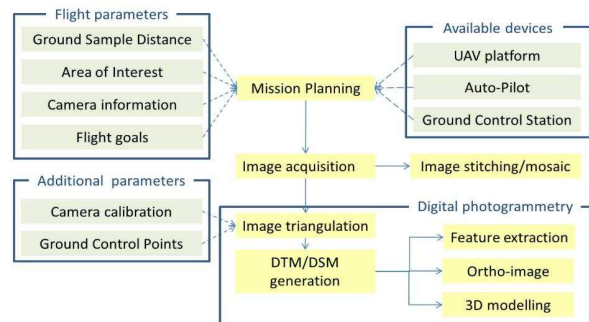 Flight parameters
Ground Sample Distance
Area of Interest
Camera information
Flight goals
Available devices
UAV platform
Auto-Pilot
Ground Control Station
Mission Planning
Image acquisition
Image stitching/mosaic
Additional parameters
Camera calibration
Ground Control Points
Digital photogrammetry
Image triangulation
DTM/DSM
generation
Feature extraction
Ortho-image
3D modelling